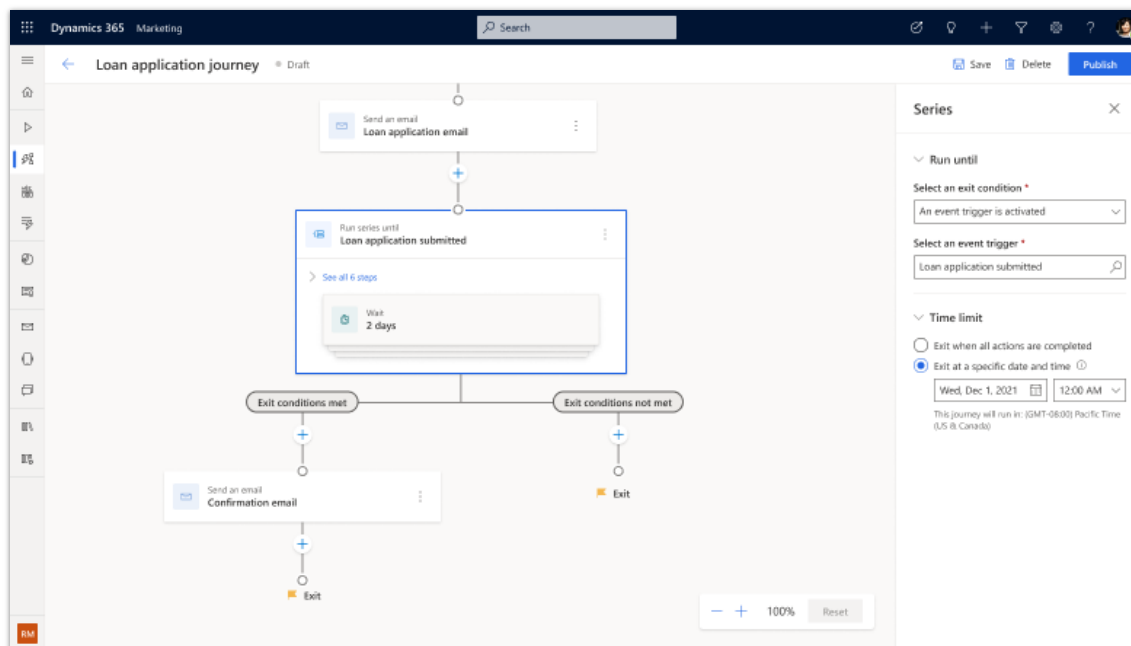 Dynamics 365 Marketing
Search
Loan application journey
Draft
Save
Delete
Publish
Send an email
Loan application email
Run series until
Loan application submitted
See all 6 steps
Wait
2 days
Exit conditions met
Exit conditions not met
Send an email
Confirmation email
Exit
Exit
100%
Reset
RM
Series
Run until
Select an exit condition *
An event trigger is activated
Select an event trigger *
Loan application submitted
Time limit
Exit when all actions are completed
Exit at a specific date and time
Wed, Dec 1, 2021
12:00 AM
This journey will run in: (GMT-08:00) Pacific Time
(US & Canada)